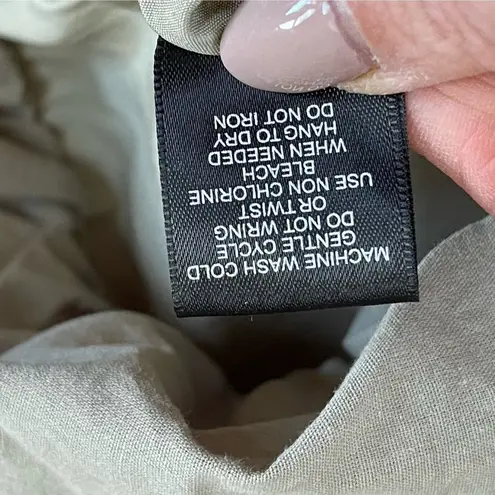 MACHINE WASH COLD
GENTLE CYCLE
DO NOT WRING
OR TWIST
USE NON CHLORINE
BLEACH
WHEN NEEDED
HANG TO DRY
DO NOT IRON